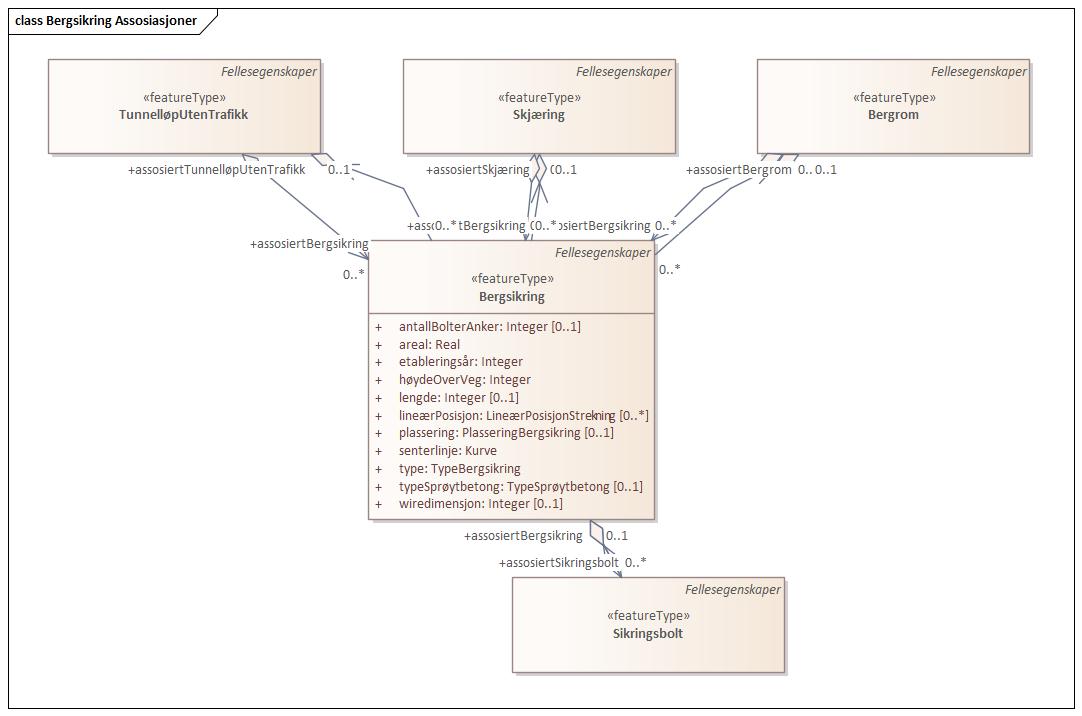 class Bergsikring Assosiasjoner
Fellesegenskaper
«featureType»
TunnelløpUtenTrafikk
Fellesegenskaper
«featureType»
Skjæring
Fellesegenskaper
«featureType»
Bergrom
+assosiertTunnelløpUtenTrafikk
0..1
+assosiertSkjæring
0..1
+assosiertBergrom
0..
0..1
0..*
tBergsikring
0..*
siertBergsikring
0..*
+assosiertBergsikring
0..*
0..*
Fellesegenskaper
«featureType»
Bergsikring
+ antallBolterAnker: Integer [0..1]
+ areal: Real
+ etableringsår: Integer
+ høydeOverVeg: Integer
+ lengde: Integer [0..1]
+ lineærPosisjon: LineærPosisjonStrekning [0..*]
+ plassering: PlasseringBergsikring [0..1]
+ senterlinje: Kurve
+ type: TypeBergsikring
+ typeSprøytbetong: TypeSprøytbetong [0..1]
+ wiredimensjon: Integer [0..1]
+assosiertBergsikring
0..1
+assosiertSikringsbolt
0..*
Fellesegenskaper
«featureType»
Sikringsbolt